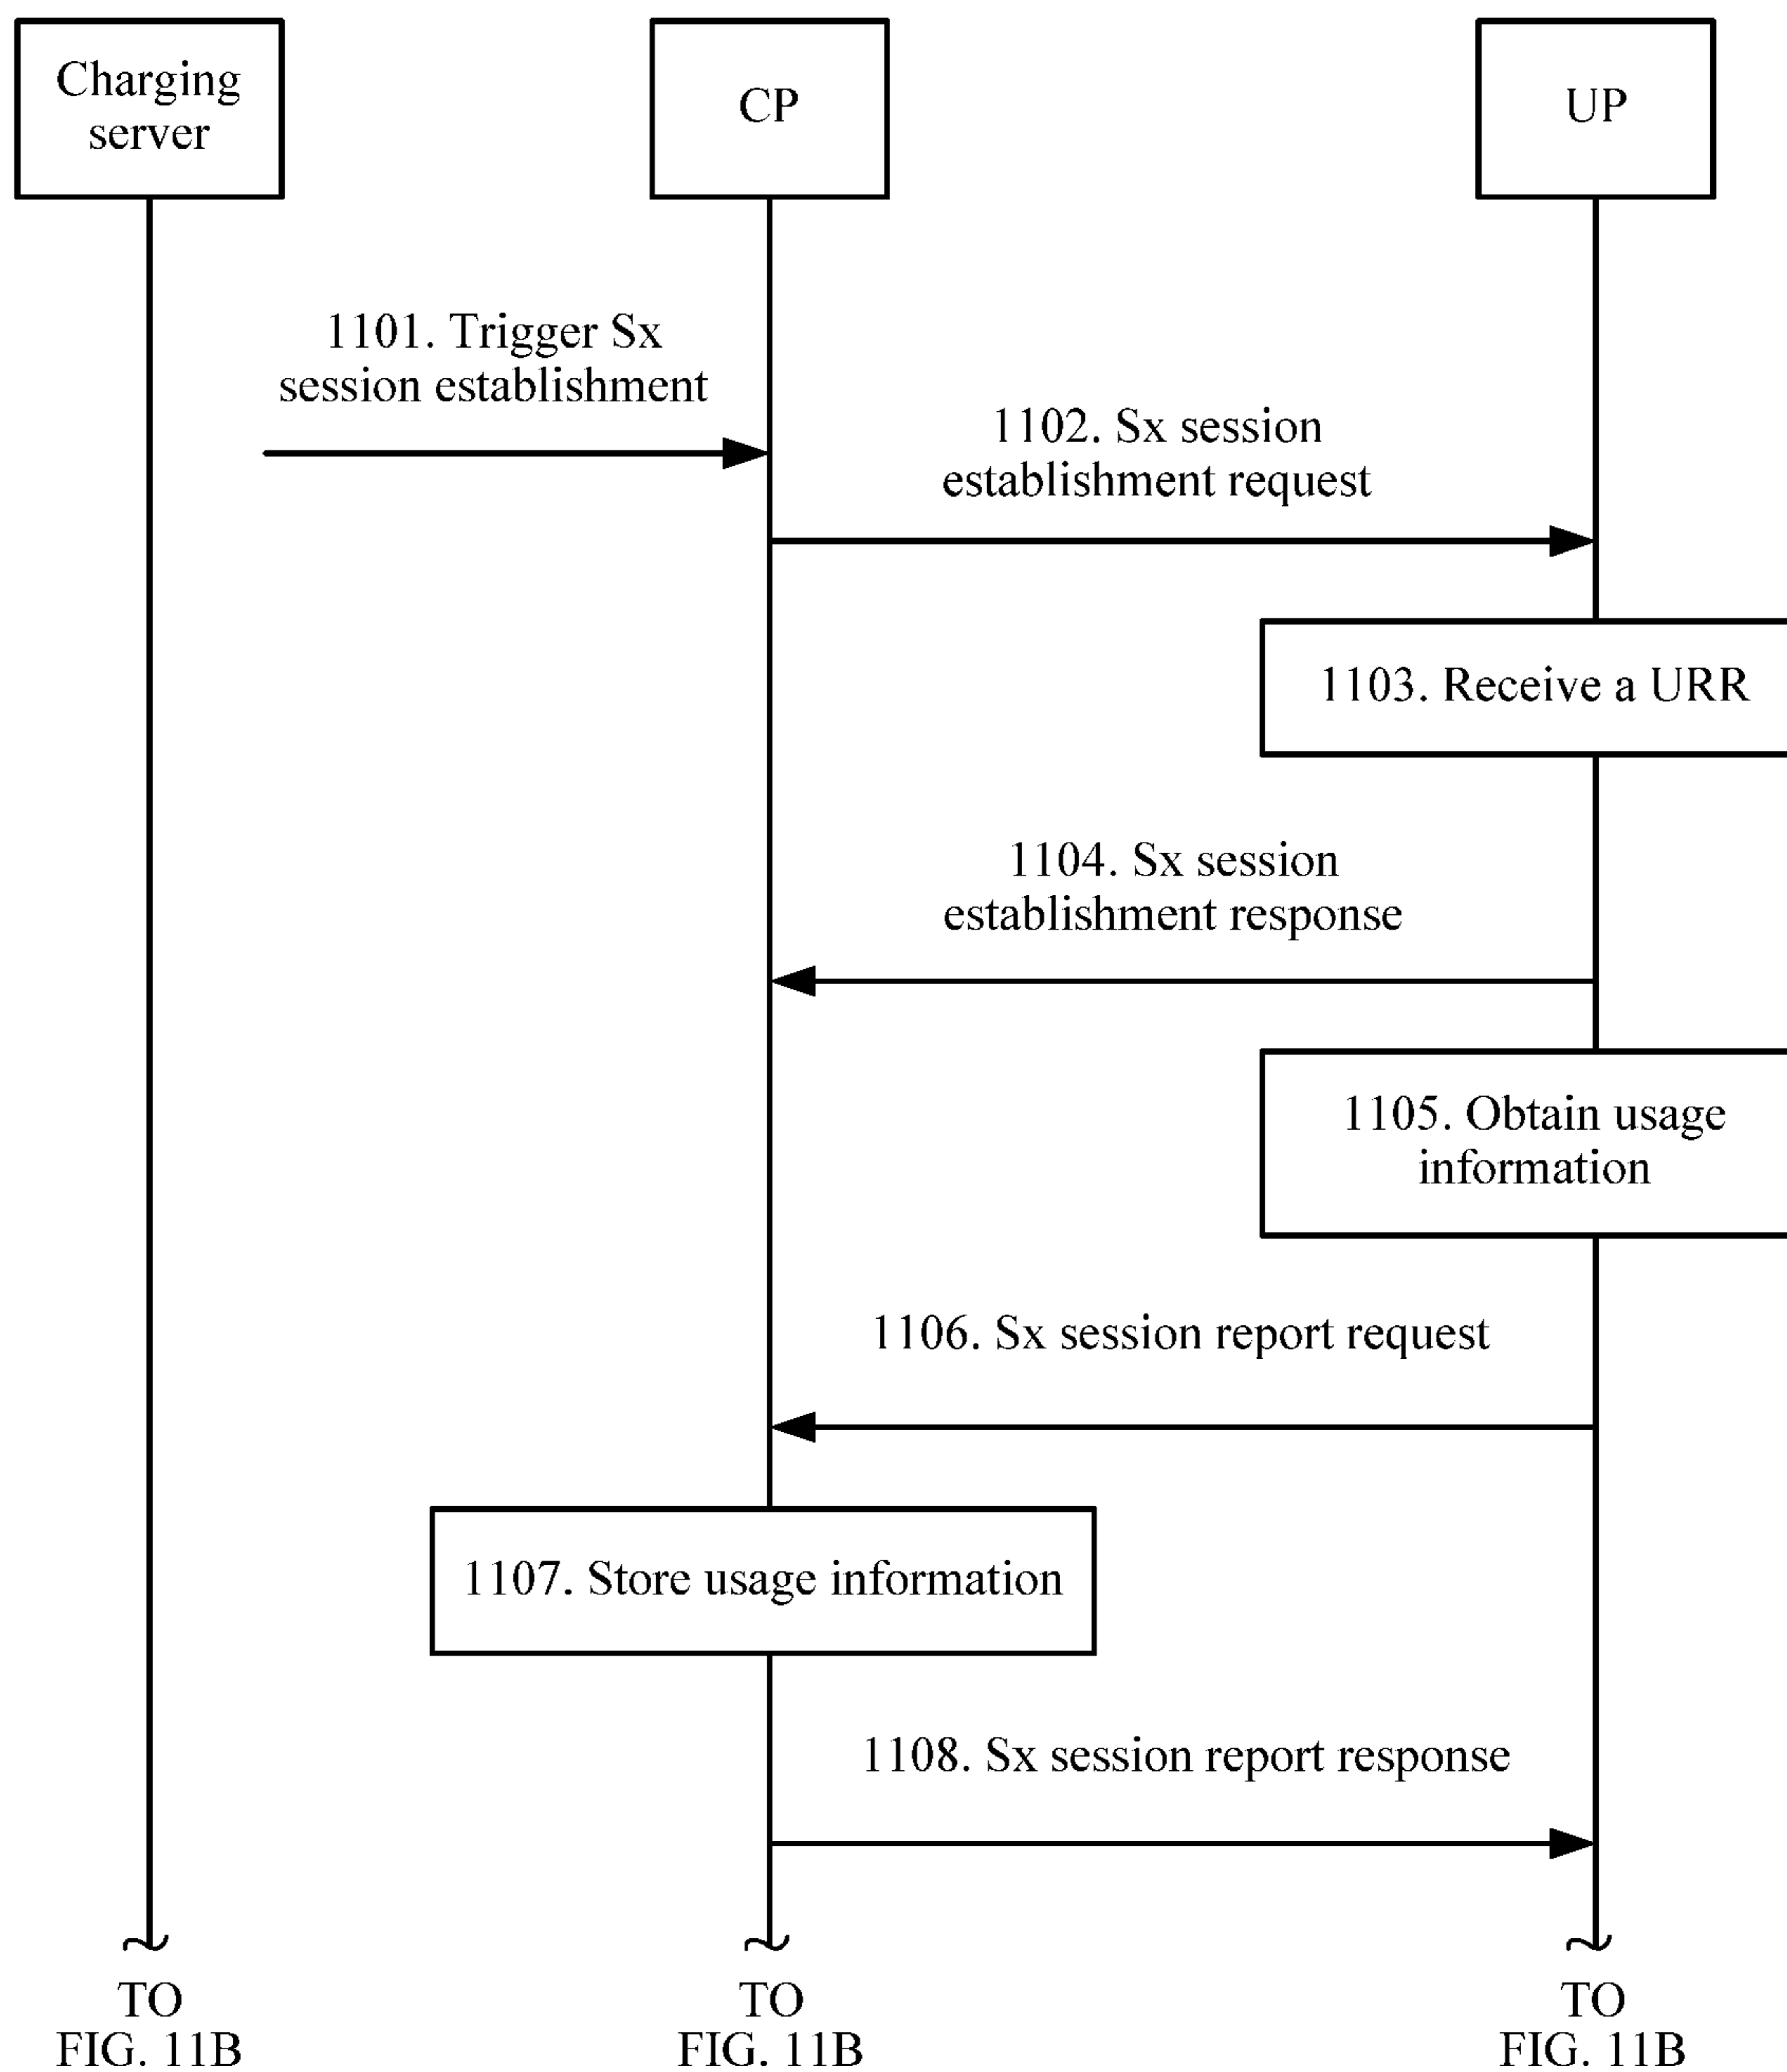 Charging
server
CP
UP
1101. Trigger Sx
session establishment
1102. Sx session
establishment request
1103. Receive a URR
1104. Sx session
establishment response
1105. Obtain usage
information
1106. Sx session report request
1107. Store usage information
1108. Sx session report response
TO
FIG. 11B
TO
FIG. 11B
TO
FIG. 11B